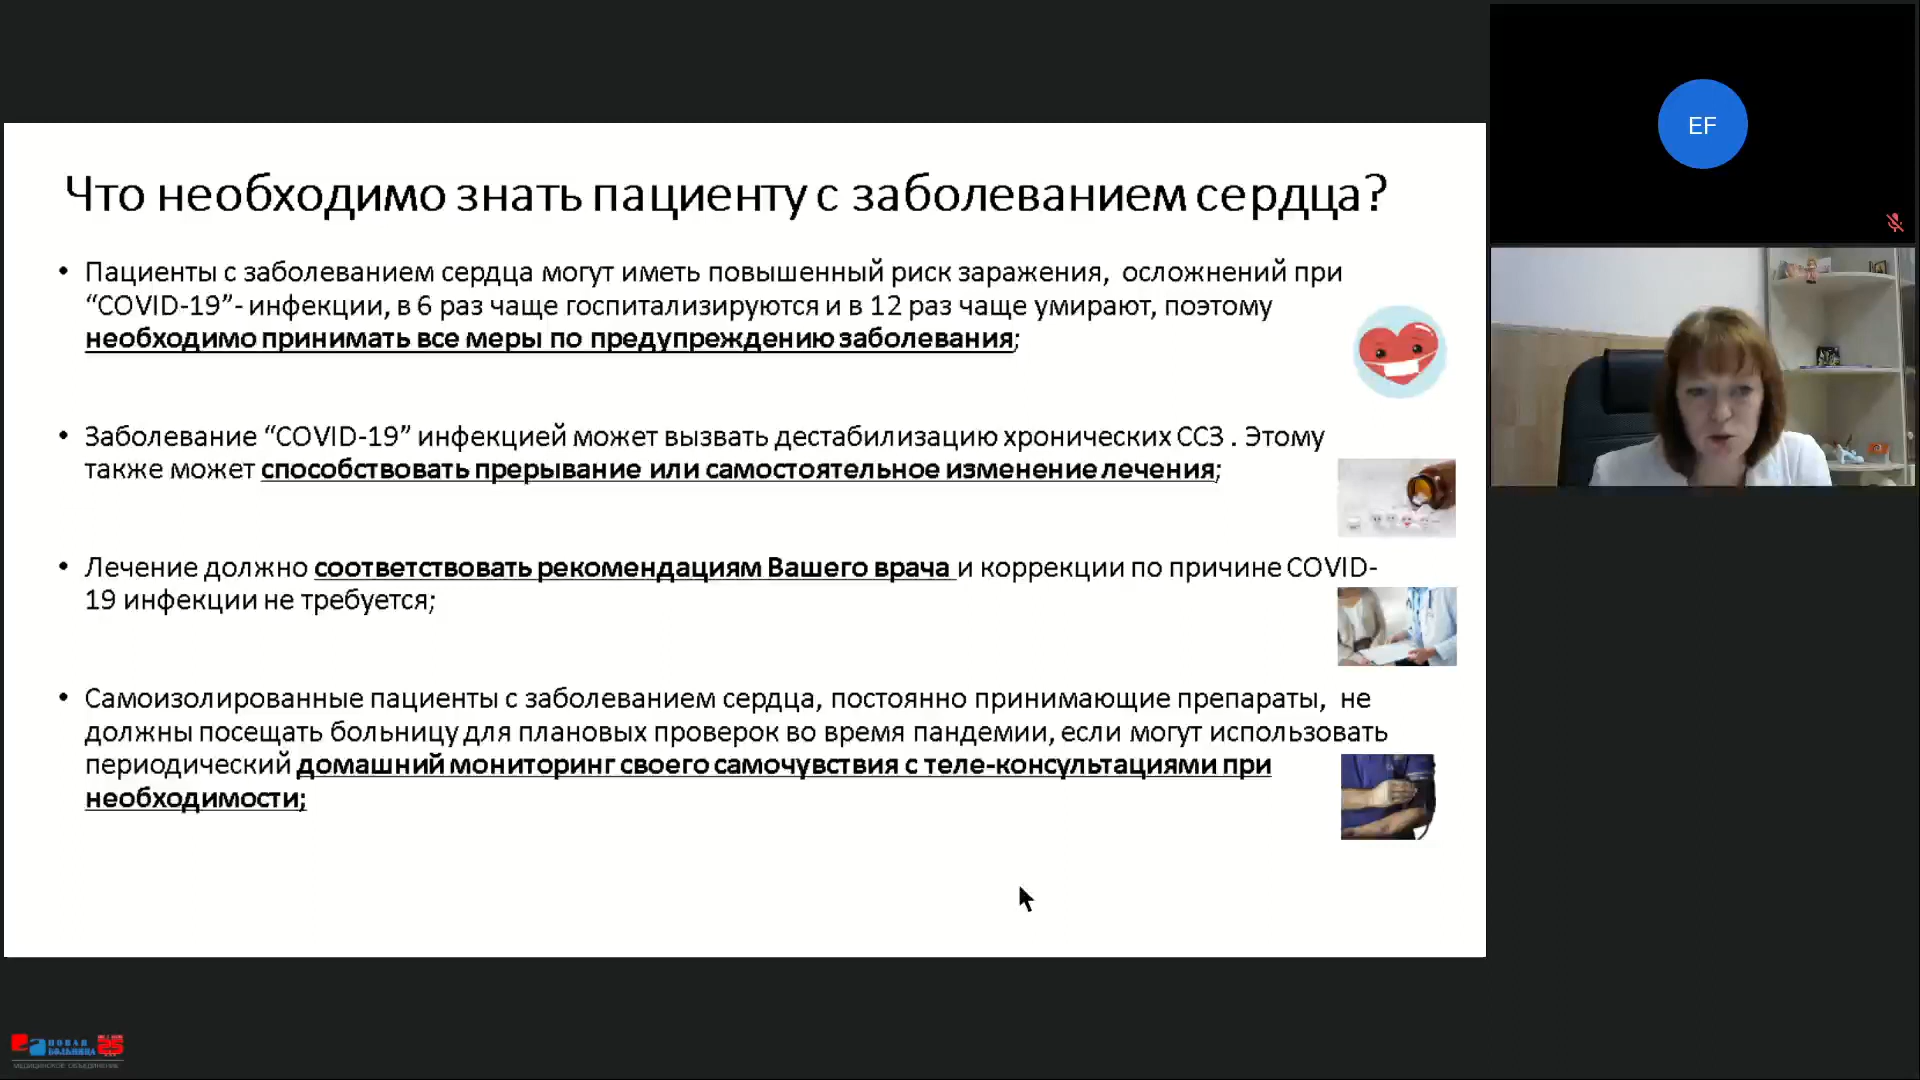 Что необходимо знать пациенту с заболеванием сердца?
• Пациенты с заболеванием сердца могут иметь повышенный риск заражения, осложнений при
“COVID-19”- инфекции, в 6 раз чаще госпитализируются и в 12 раз чаще умирают, поэтому
необходимо принимать все меры по предупреждению заболевания;
• Заболевание “COVID-19” инфекцией может вызвать дестабилизацию хронических ССЗ . Этому
также может способствовать прерывание или самостоятельное изменение лечения;
• Лечение должно соответствовать рекомендациям Вашего врача и коррекции по причине COVID-
19 инфекции не требуется;
• Самоизолированные пациенты с заболеванием сердца, постоянно принимающие препараты, не
должны посещать больницу для плановых проверок во время пандемии, если могут использовать
периодический домашний мониторинг своего самочувствия с теле-консультациями при
необходимости;
EF
НОВАЯ
БОЛЬНИЦА
25
МЕДИЦИНСКОЕ ОБЪЕДИНЕНИЕ